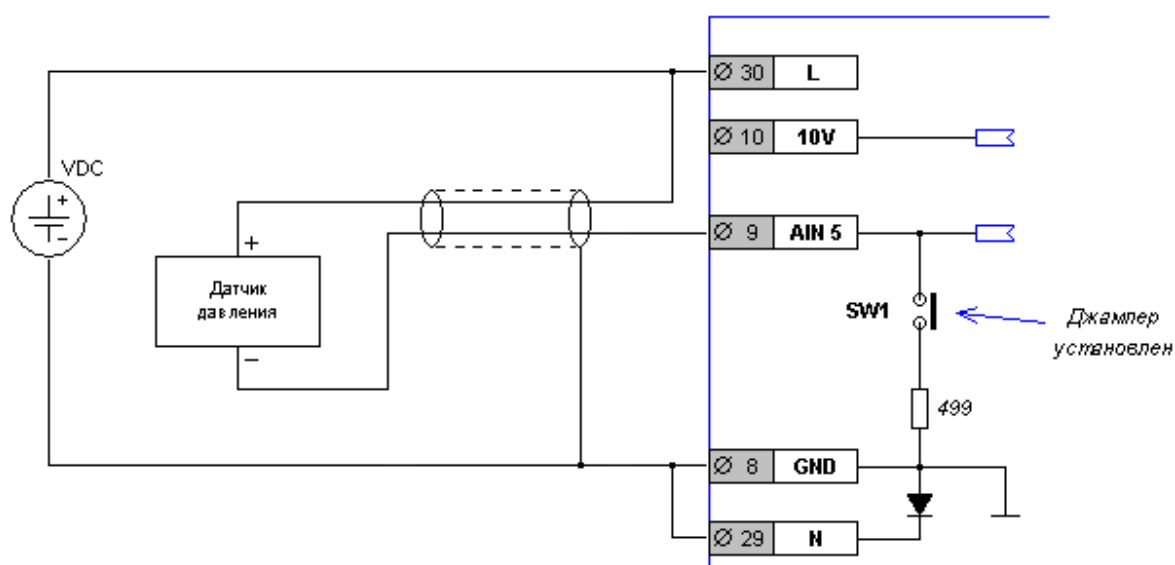 Ø 30 L
Ø 10 10V
VDC
+
-
+
Ø 9 AIN 5
Датчик
давления
SW1
Джампер
установлен
–
499
Ø 8 GND
Ø 29 N